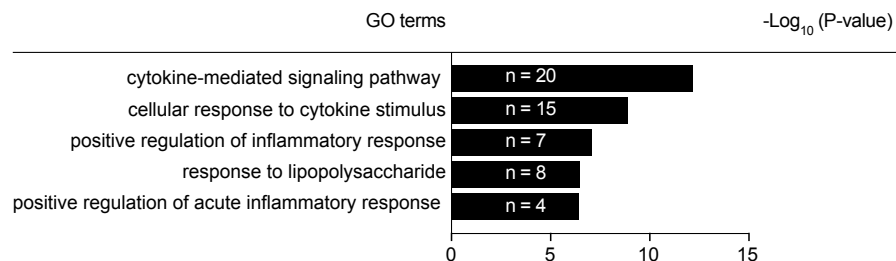 GO terms -Log10 (P-value)
cytokine-mediated signaling pathway n = 20
cellular response to cytokine stimulus n = 15
positive regulation of inflammatory response n = 7
response to lipopolysaccharide n = 8
positive regulation of acute inflammatory response n = 4
0 5 10 15